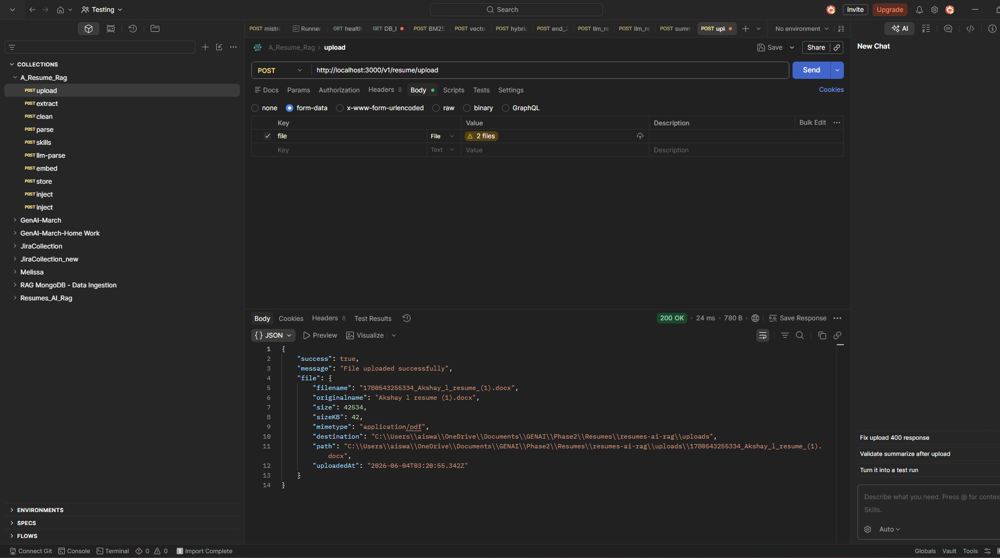 Testing
Search
Invite
Upgrade
POST mistra
Runner
GET health
DB_h
GET
POST BM25
POST vecto
POST hybric
POST end_2
POST llm_re
POST llm_re
POST summ
POST upl
No environment
AI
A_Resume_Rag > upload
Save
Share
New Chat
COLLECTIONS
A_Resume_Rag
POST upload
POST extract
POST clean
POST parse
POST skills
POST llm-parse
POST embed
POST store
POST inject
POST inject
GenAI-March
GenAI-March-Home Work
JiraCollection
JiraCollection_new
Melissa
RAG MongoDB - Data Ingestion
Resumes_AI_Rag
ENVIRONMENTS
SPECS
FLOWS
POST
http://localhost:3000/v1/resume/upload
Send
Docs Params Authorization Headers 8 Body Scripts Tests Settings
Cookies
none form-data x-www-form-urlencoded raw binary GraphQL
Key Value Description Bulk Edit
file File 2 files
Key Text Value Description
Body Cookies Headers 8 Test Results
200 OK 24 ms 780 B
e.g. Save Response
{} JSON Preview Visualize
1 {
2 "success": true,
3 "message": "File uploaded successfully",
4 "file": {
5 "filename": "1780543255334_Akshay_l_resume_(1).docx",
6 "originalname": "Akshay l resume (1).docx",
7 "size": 42534,
8 "sizeKB": 42,
9 "mimetype": "application/pdf",
10 "destination": "C:\\Users\\aiswa\\OneDrive\\Documents\\GENAI\\Phase2\\Resumes\\resumes-ai-rag\\uploads",
11 "path": "C:\\Users\\aiswa\\OneDrive\\Documents\\GENAI\\Phase2\\Resumes\\resumes-ai-rag\\uploads\\1780543255334_Akshay_l_resume_(1).
docx",
12 "uploadedAt": "2026-06-04T03:20:55.342Z"
13 }
14 }
Fix upload 400 response
Validate summarize after upload
Turn it into a test run
Describe what you need. Press @ for contex
Skills.
Auto
Connect Git Console Terminal 0 0 1 Import Complete
Globals Vault Tools